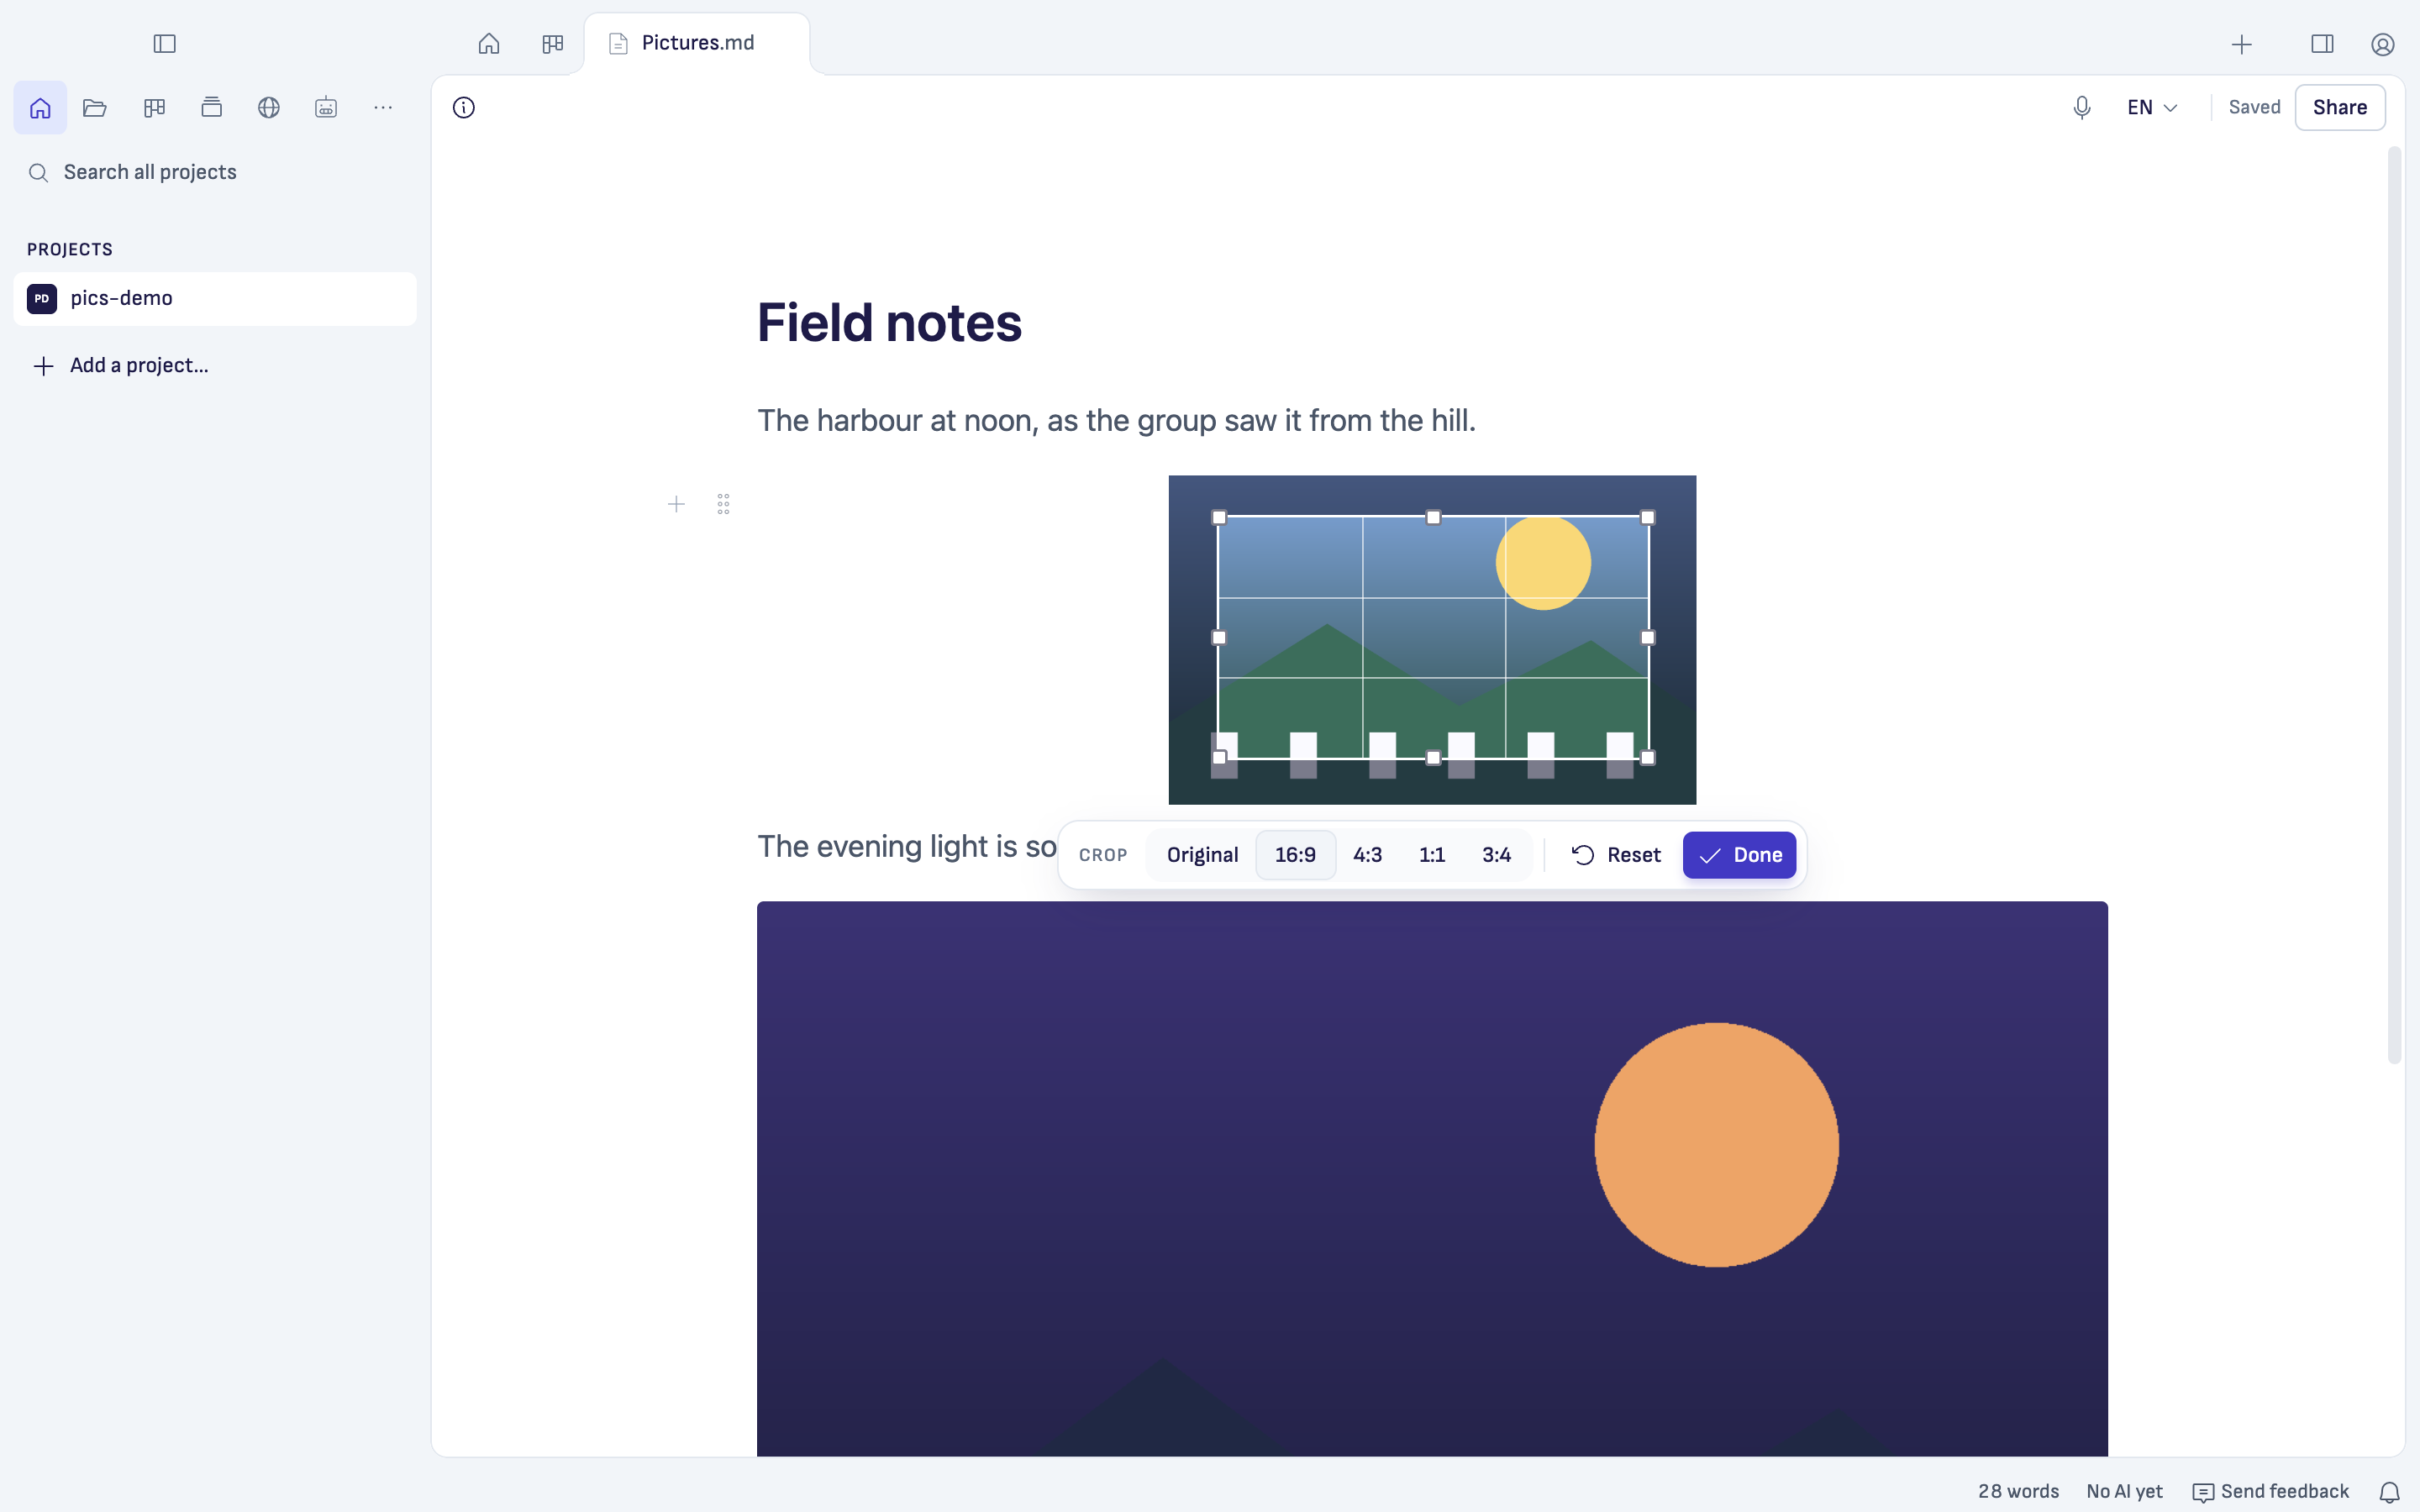 Pictures.md
EN
Saved
Share
Search all projects
PROJECTS
PD
pics-demo
Add a project...
Field notes
The harbour at noon, as the group saw it from the hill.
The evening light is so
CROP
Original
16:9
4:3
1:1
3:4
Reset
Done
28 words
No AI yet
Send feedback